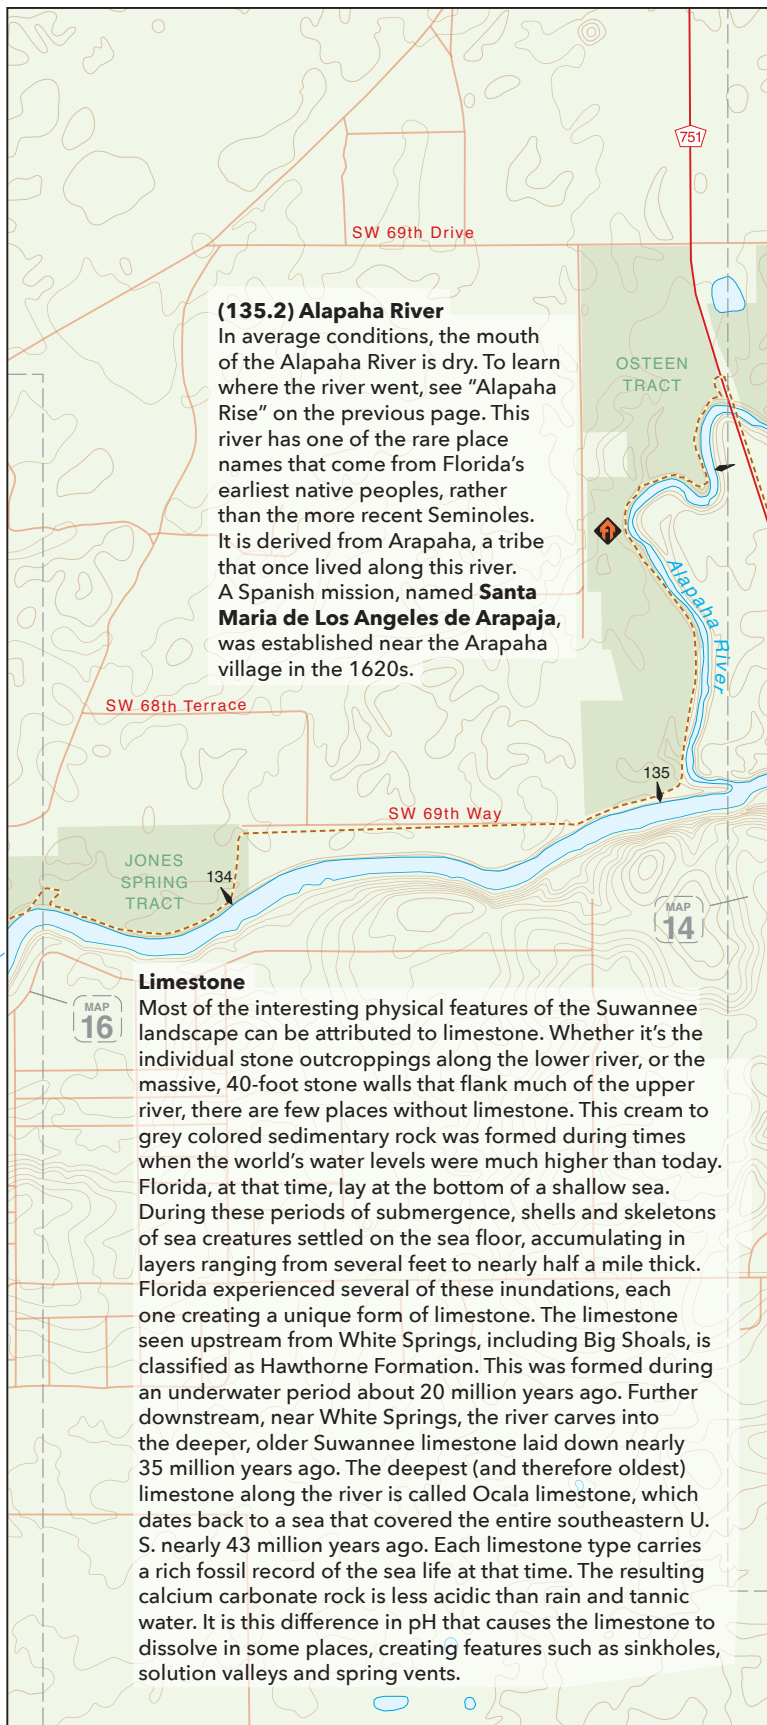 751
SW 69th Drive
(135.2) Alapaha River
In average conditions, the mouth
of the Alapaha River is dry. To learn
where the river went, see “Alapaha
Rise” on the previous page. This
river has one of the rare place
names that come from Florida’s
earliest native peoples, rather
than the more recent Seminoles.
It is derived from Arapaha, a tribe
that once lived along this river.
A Spanish mission, named Santa
Maria de Los Angeles de Arapaja,
was established near the Arapaha
village in the 1620s.
OSTEEN
TRACT
Alapaha River
SW 68th Terrace
135
SW 69th Way
JONES
SPRING
TRACT
134
MAP
14
MAP
16
Limestone
Most of the interesting physical features of the Suwannee
landscape can be attributed to limestone. Whether it’s the
individual stone outcroppings along the lower river, or the
massive, 40-foot stone walls that flank much of the upper
river, there are few places without limestone. This cream to
grey colored sedimentary rock was formed during times
when the world’s water levels were much higher than today.
Florida, at that time, lay at the bottom of a shallow sea.
During these periods of submergence, shells and skeletons
of sea creatures settled on the sea floor, accumulating in
layers ranging from several feet to nearly half a mile thick.
Florida experienced several of these inundations, each
one creating a unique form of limestone. The limestone
seen upstream from White Springs, including Big Shoals, is
classified as Hawthorne Formation. This was formed during
an underwater period about 20 million years ago. Further
downstream, near White Springs, the river carves into
the deeper, older Suwannee limestone laid down nearly
35 million years ago. The deepest (and therefore oldest)
limestone along the river is called Ocala limestone, which
dates back to a sea that covered the entire southeastern U.
S. nearly 43 million years ago. Each limestone type carries
a rich fossil record of the sea life at that time. The resulting
calcium carbonate rock is less acidic than rain and tannic
water. It is this difference in pH that causes the limestone to
dissolve in some places, creating features such as sinkholes,
solution valleys and spring vents.